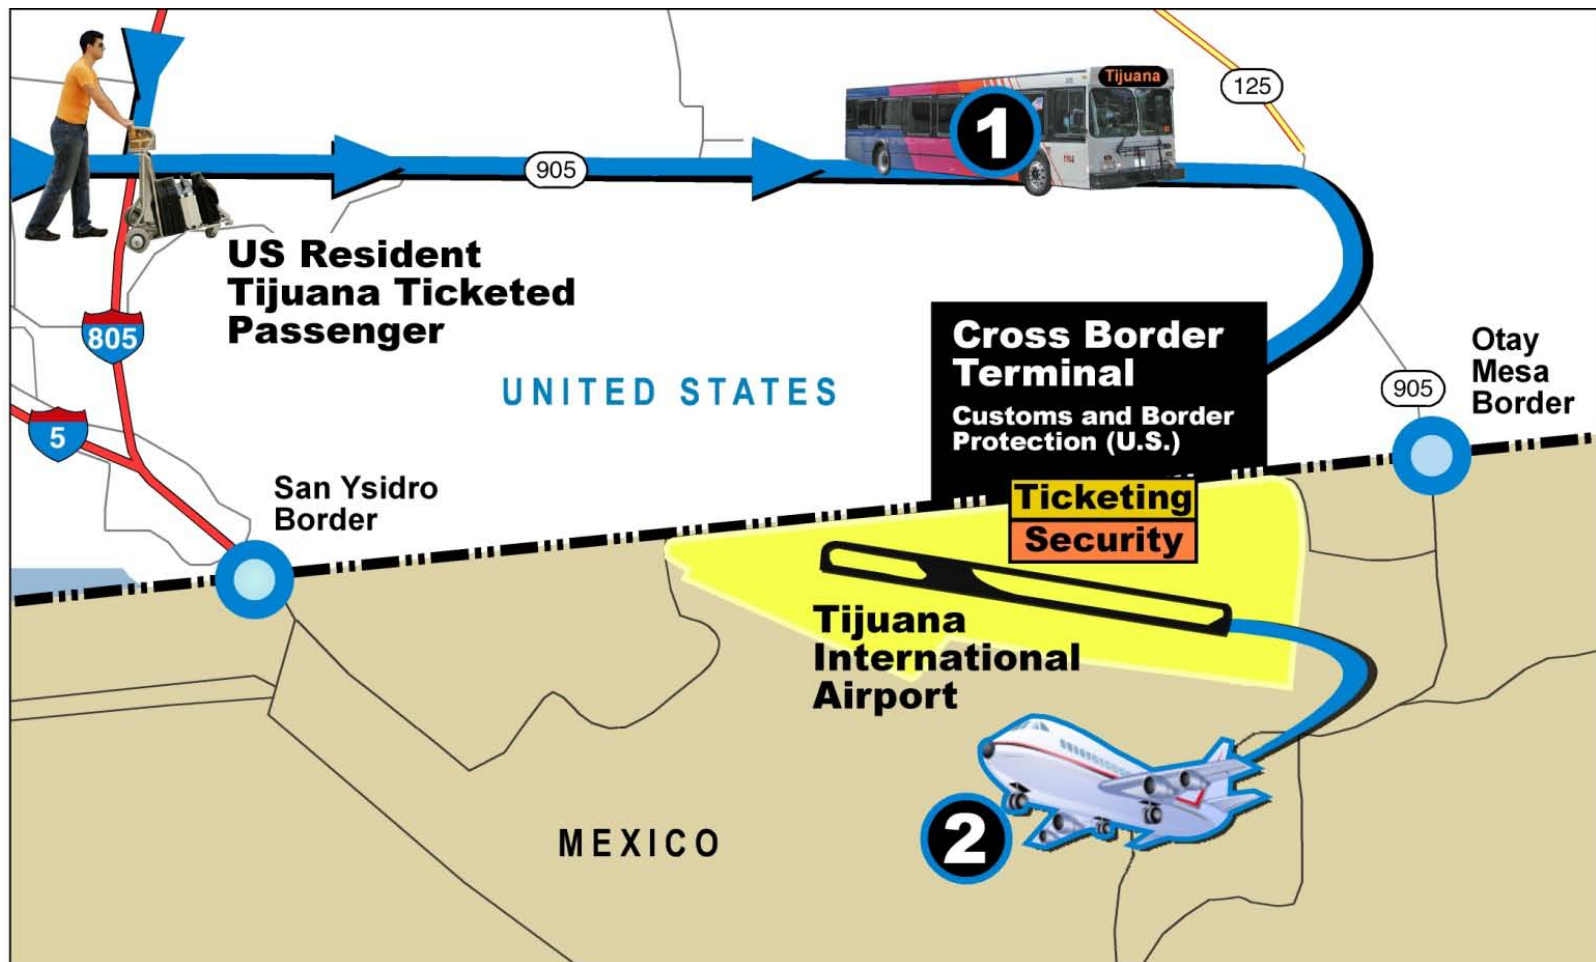 Tijuana
125
1
905
US Resident
Tijuana Ticketed
Passenger
805
Cross Border
Terminal
Customs and Border
Protection (U.S.)
Otay
Mesa
Border
905
UNITED STATES
5
San Ysidro
Border
Ticketing
Security
Tijuana
International
Airport
MEXICO
2